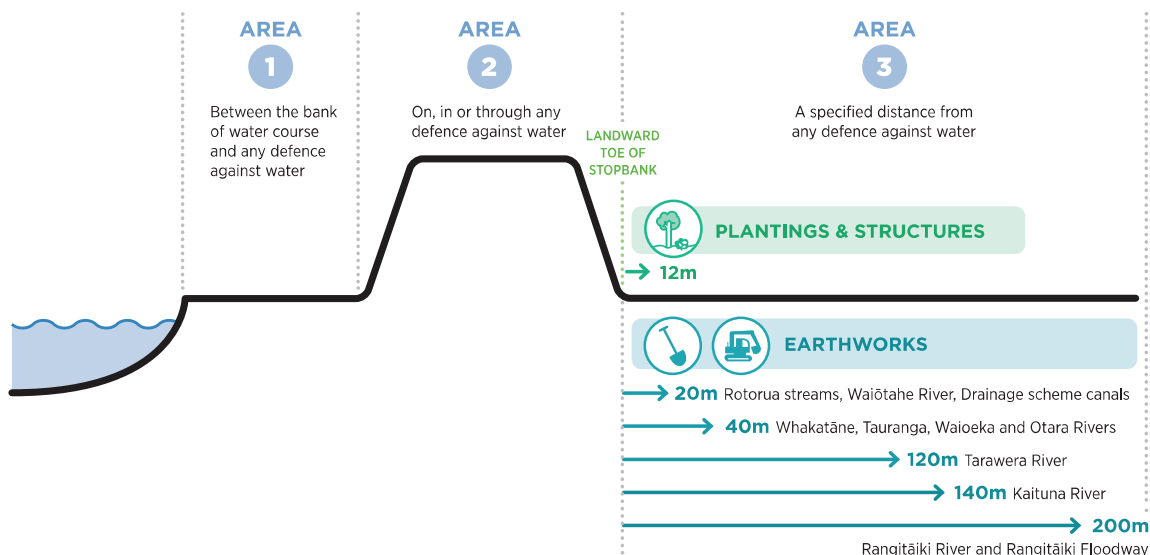 AREA
1
Between the bank
of water course
and any defence
against water
AREA
2
On, in or through any
defence against water
LANDWARD
TOE OF
STOPBANK
AREA
3
A specified distance from
any defence against water
PLANTINGS & STRUCTURES
12m
EARTHWORKS
20m Rotorua streams, Waiōtahe River, Drainage scheme canals
40m Whakatāne, Tauranga, Waioeka and Otara Rivers
120m Tarawera River
140m Kaituna River
200m
Rangitāiki River and Rangitāiki Floodway